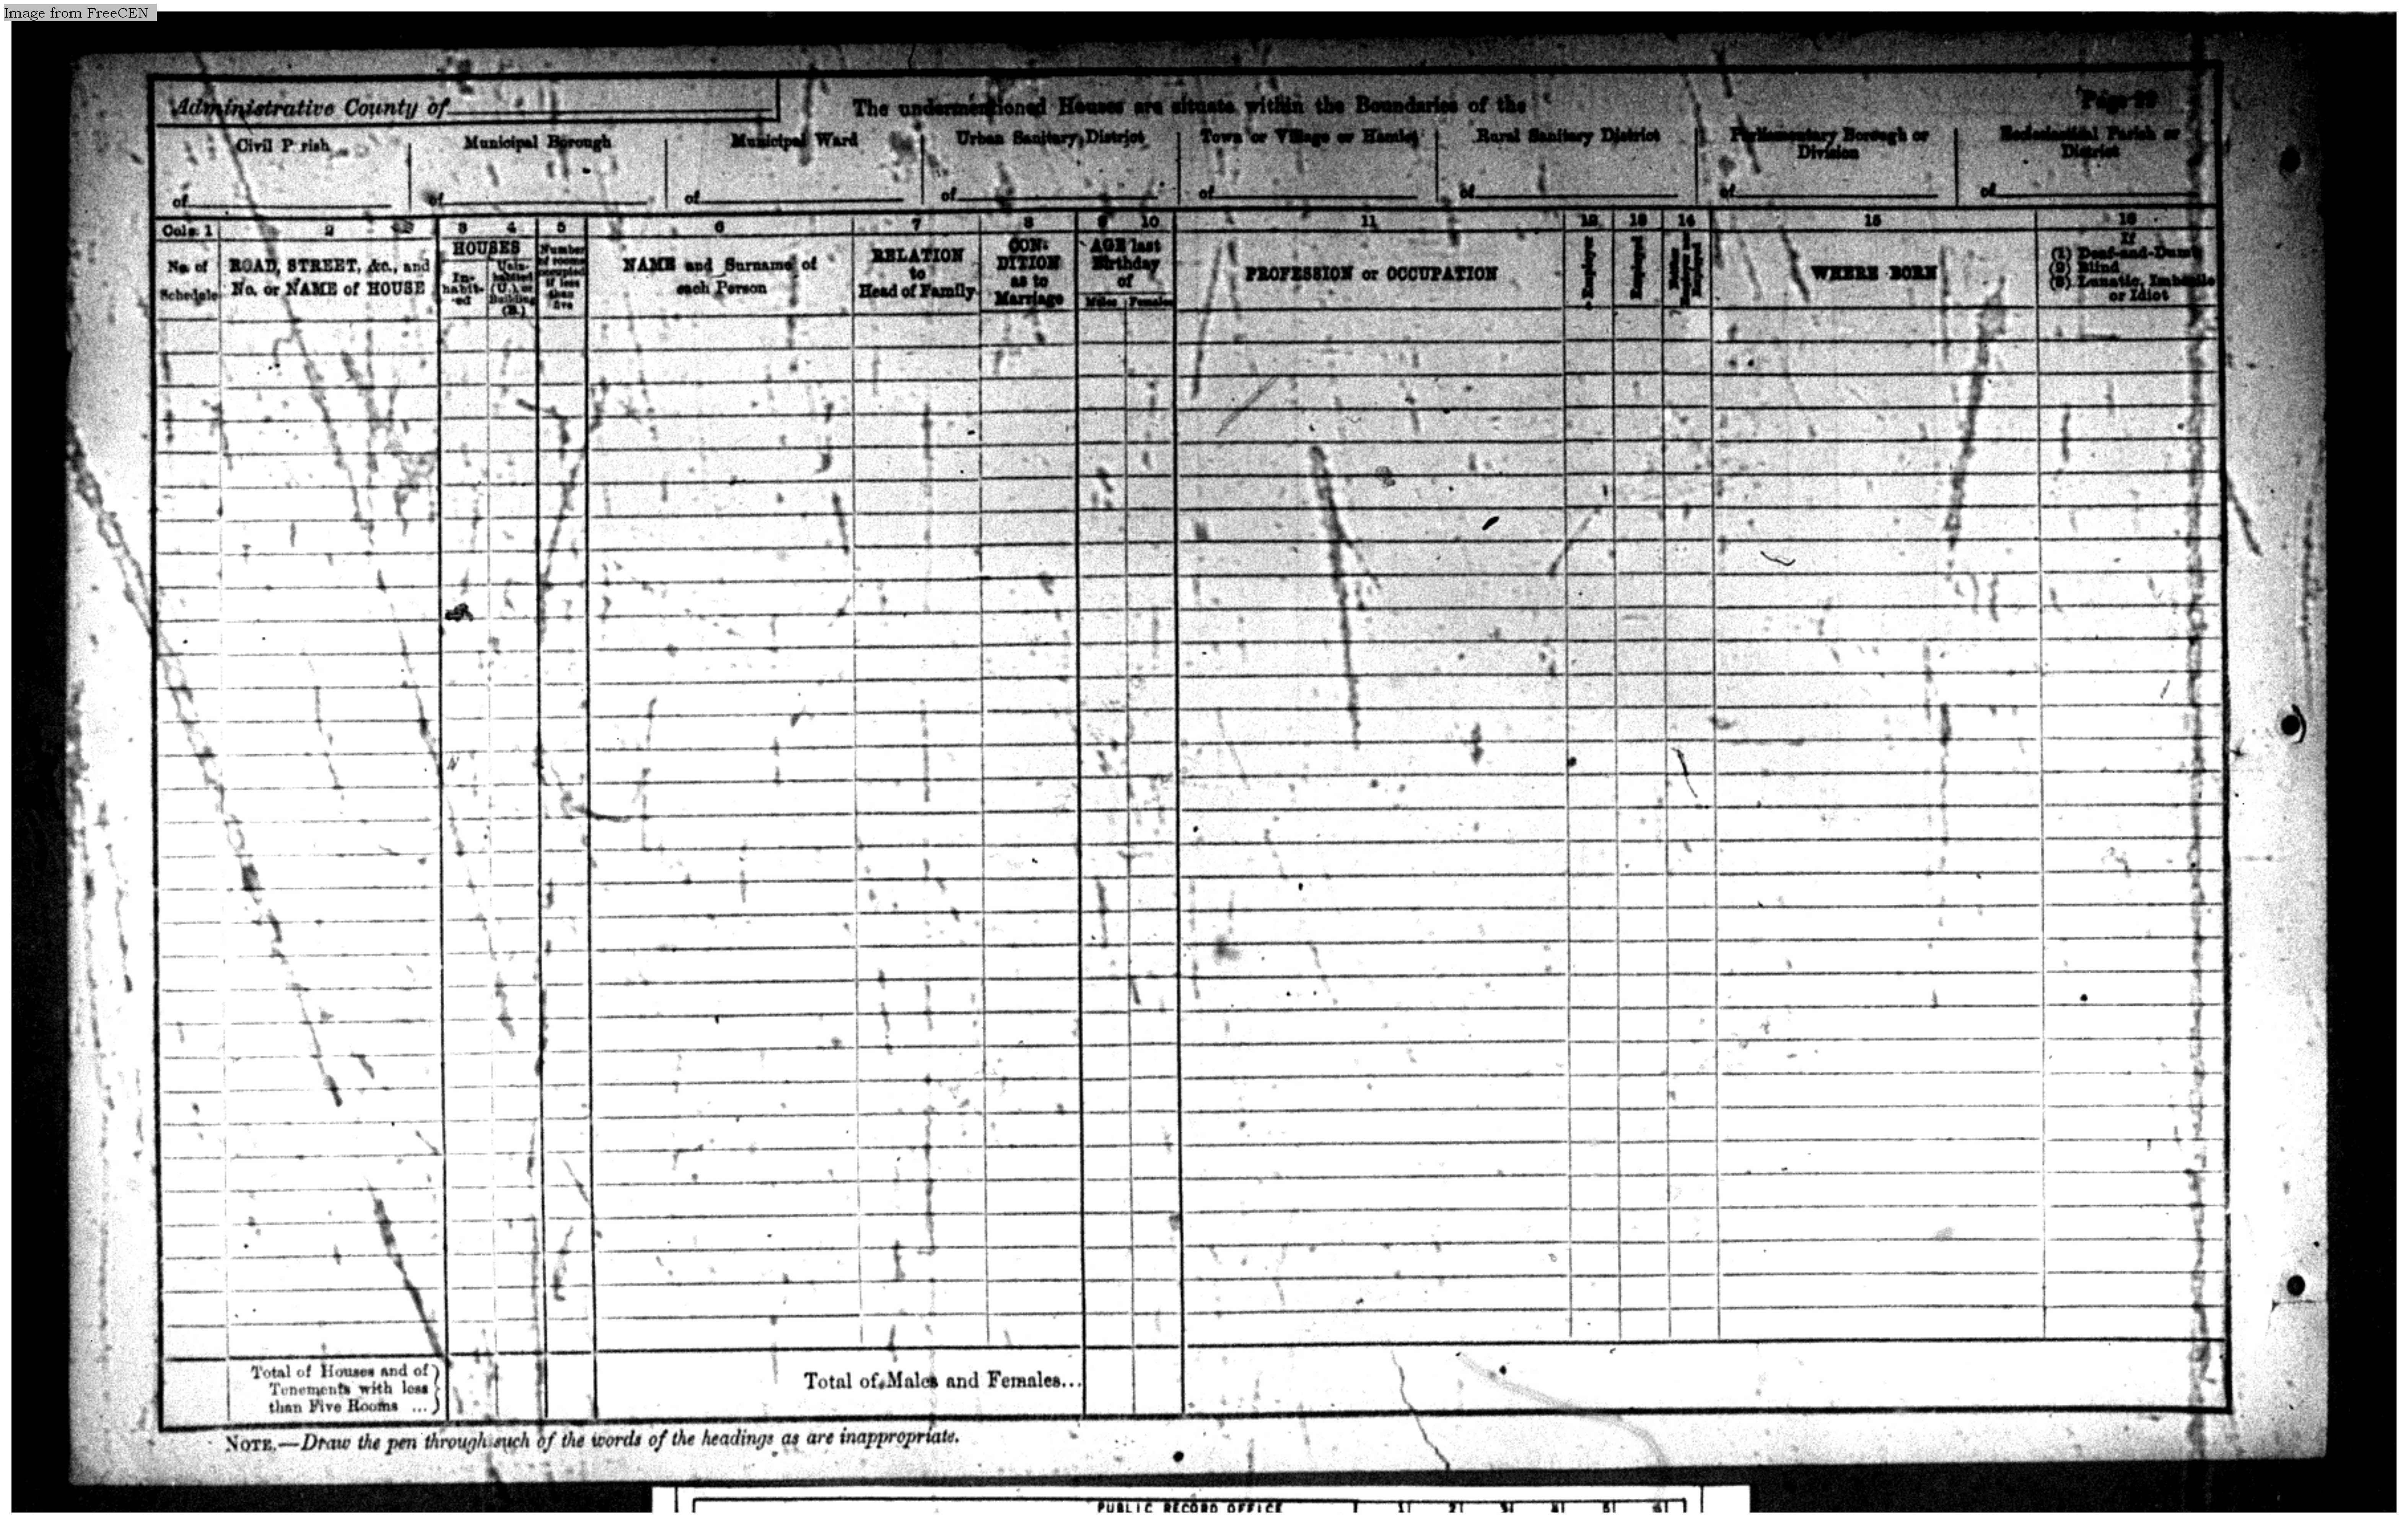 Image from FreeCEN
Administrative County of
The undermentioned Houses are situate within the Boundaries of the
Page
Civil P rish
Municipal Borough
Municipal Ward
Urban Sanitary District
Town or Village or Hamlet
Rural Sanitary District
Parliamentary Borough or Division
Ecclesiastical Parish or District
of of of of of of of of
Cols. 1 2 3 4 5 6 7 8 9 10 11 12 13 14 15 16
No. of Schedule
ROAD, STREET, &c., and
No. or NAME of HOUSE
HOUSES
In-
habit-
ed
Unin-
habited
(U.) or
Building
(B.)
Number
of rooms
occupied
if less
than
five
NAME and Surname of
each Person
RELATION
to
Head of Family
CON-
DITION
as to
Marriage
AGE last
Birthday
of
Males Females
PROFESSION or OCCUPATION
Employer
Employed
Neither Employer nor Employed
WHERE BORN
If
(1) Deaf-and-Dumb
(2) Blind
(3) Lunatic, Imbecile
or Idiot
Total of Houses and of
Tenements with less
than Five Rooms ...
Total of Males and Females...
NOTE.—Draw the pen through such of the words of the headings as are inappropriate.
PUBLIC RECORD OFFICE 1 2 3 4 5 6